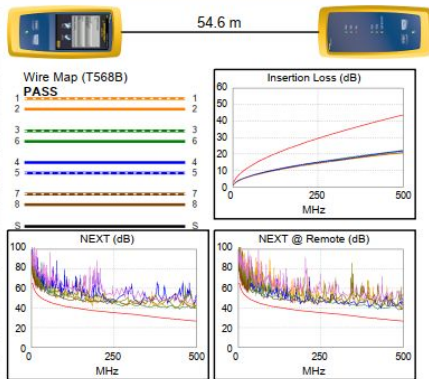 54.6 m
Wire Map (T568B)
PASS
1 1
2 2
3 3
6 6
4 4
5 5
7 7
8 8
S S
Insertion Loss (dB)
60
50
40
30
20
10
0
0 250 500
MHz
NEXT (dB)
100
80
60
40
20
0
0 250 500
MHz
NEXT @ Remote (dB)
100
80
60
40
20
0
0 250 500
MHz